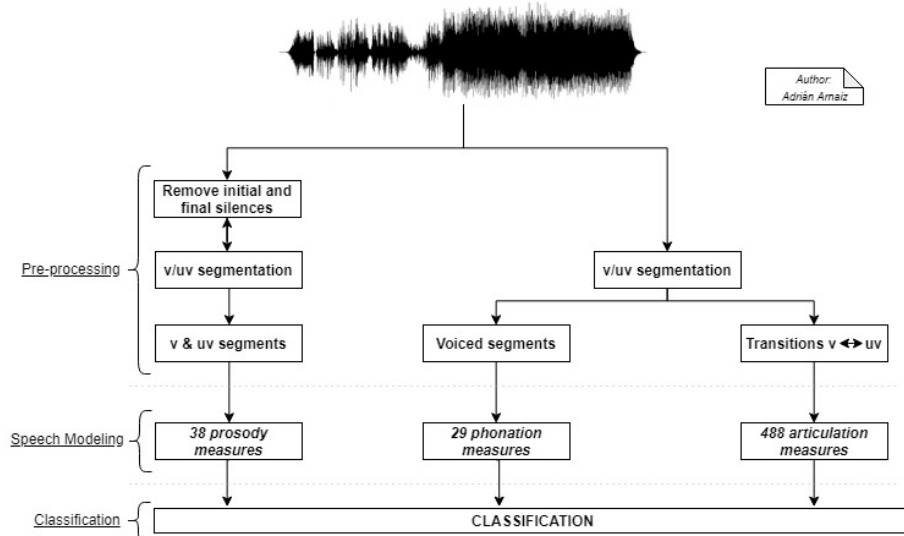 Author:
Adrián Arnaiz
Remove initial and
final silences
Pre-processing
v/uv segmentation
v/uv segmentation
v & uv segments
Voiced segments
Transitions v ◄► uv
Speech Modeling
38 prosody
measures
29 phonation
measures
488 articulation
measures
Classification
CLASSIFICATION